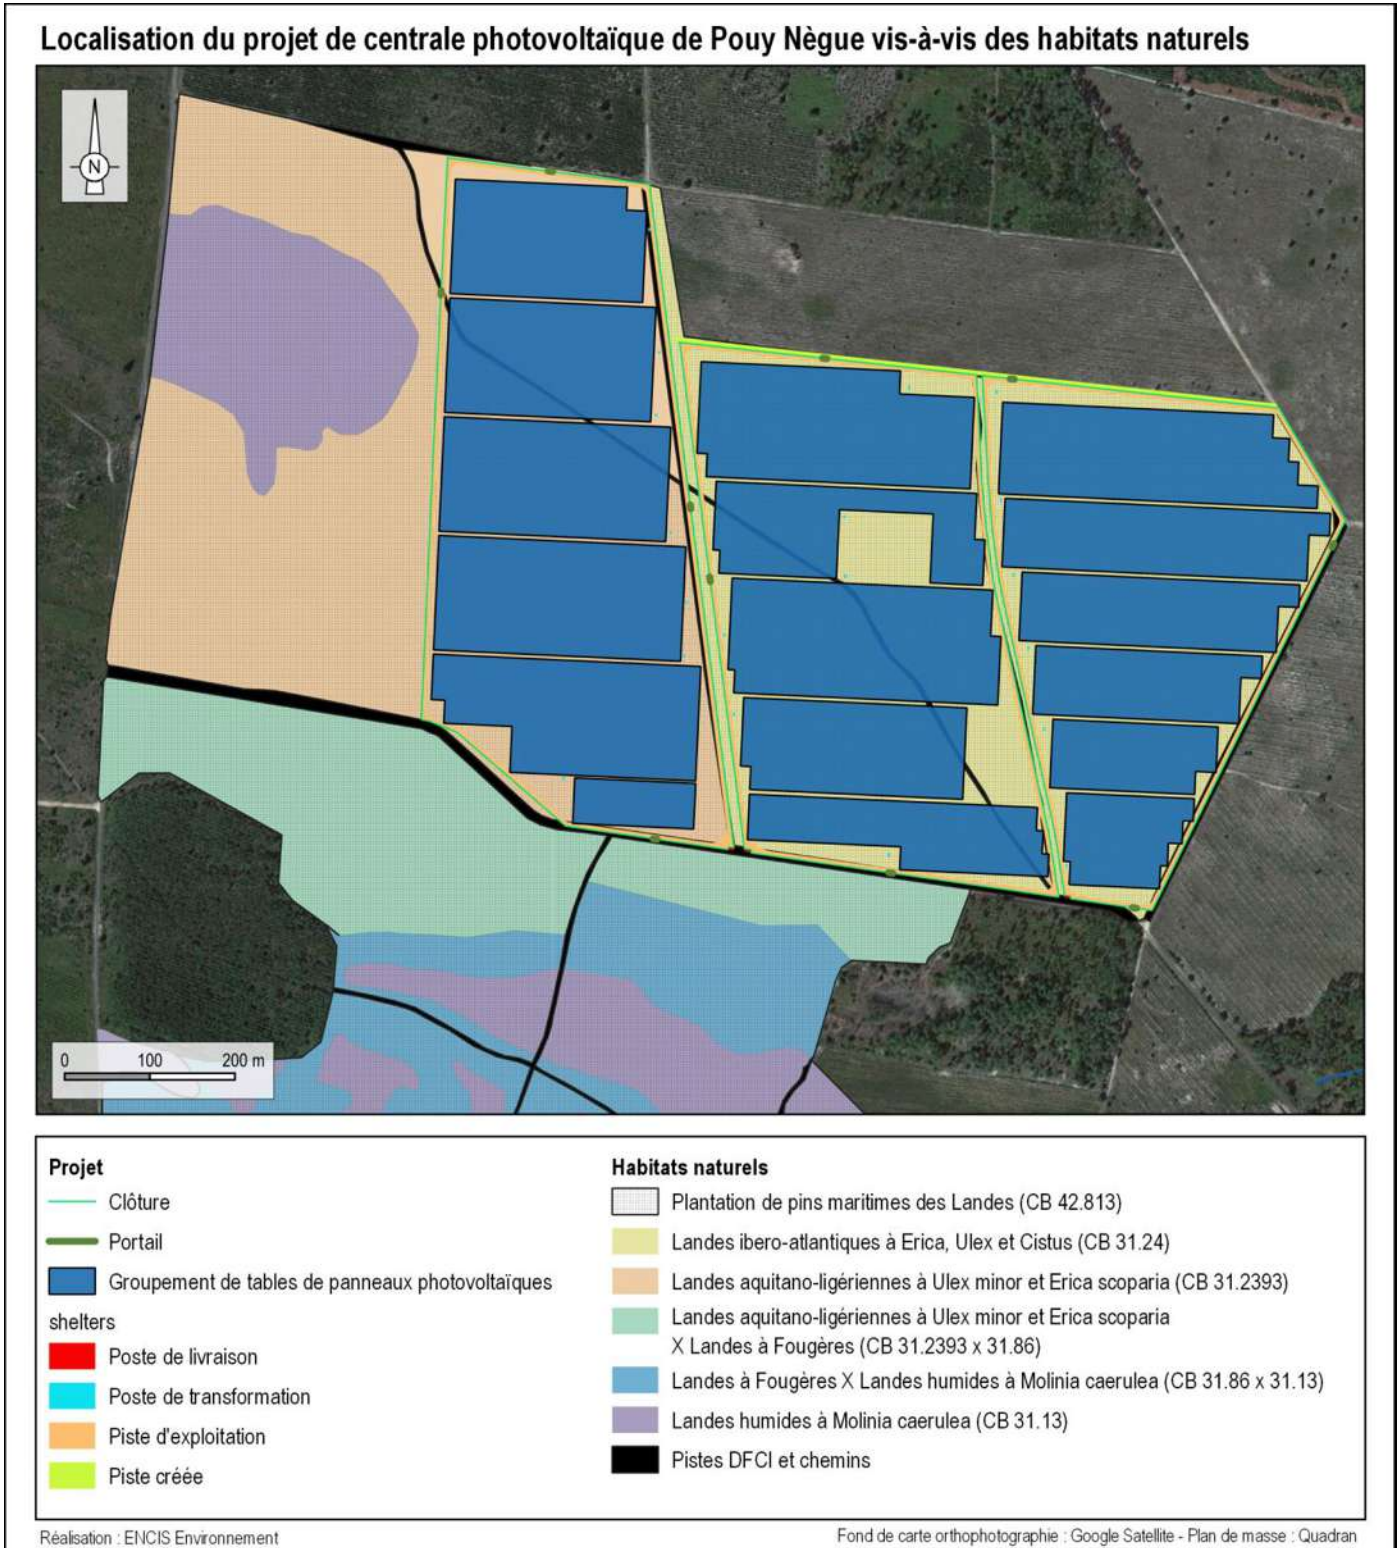 Localisation du projet de centrale photovoltaïque de Pouy Nègue vis-à-vis des habitats naturels
N
0 100 200 m
Projet
Clôture
Portail
Groupement de tables de panneaux photovoltaïques
shelters
Poste de livraison
Poste de transformation
Piste d'exploitation
Piste créée
Habitats naturels
Plantation de pins maritimes des Landes (CB 42.813)
Landes ibero-atlantiques à Erica, Ulex et Cistus (CB 31.24)
Landes aquitano-ligériennes à Ulex minor et Erica scoparia (CB 31.2393)
Landes aquitano-ligériennes à Ulex minor et Erica scoparia
X Landes à Fougères (CB 31.2393 x 31.86)
Landes à Fougères X Landes humides à Molinia caerulea (CB 31.86 x 31.13)
Landes humides à Molinia caerulea (CB 31.13)
Pistes DFCI et chemins
Réalisation : ENCIS Environnement
Fond de carte orthophotographie : Google Satellite - Plan de masse : Quadran